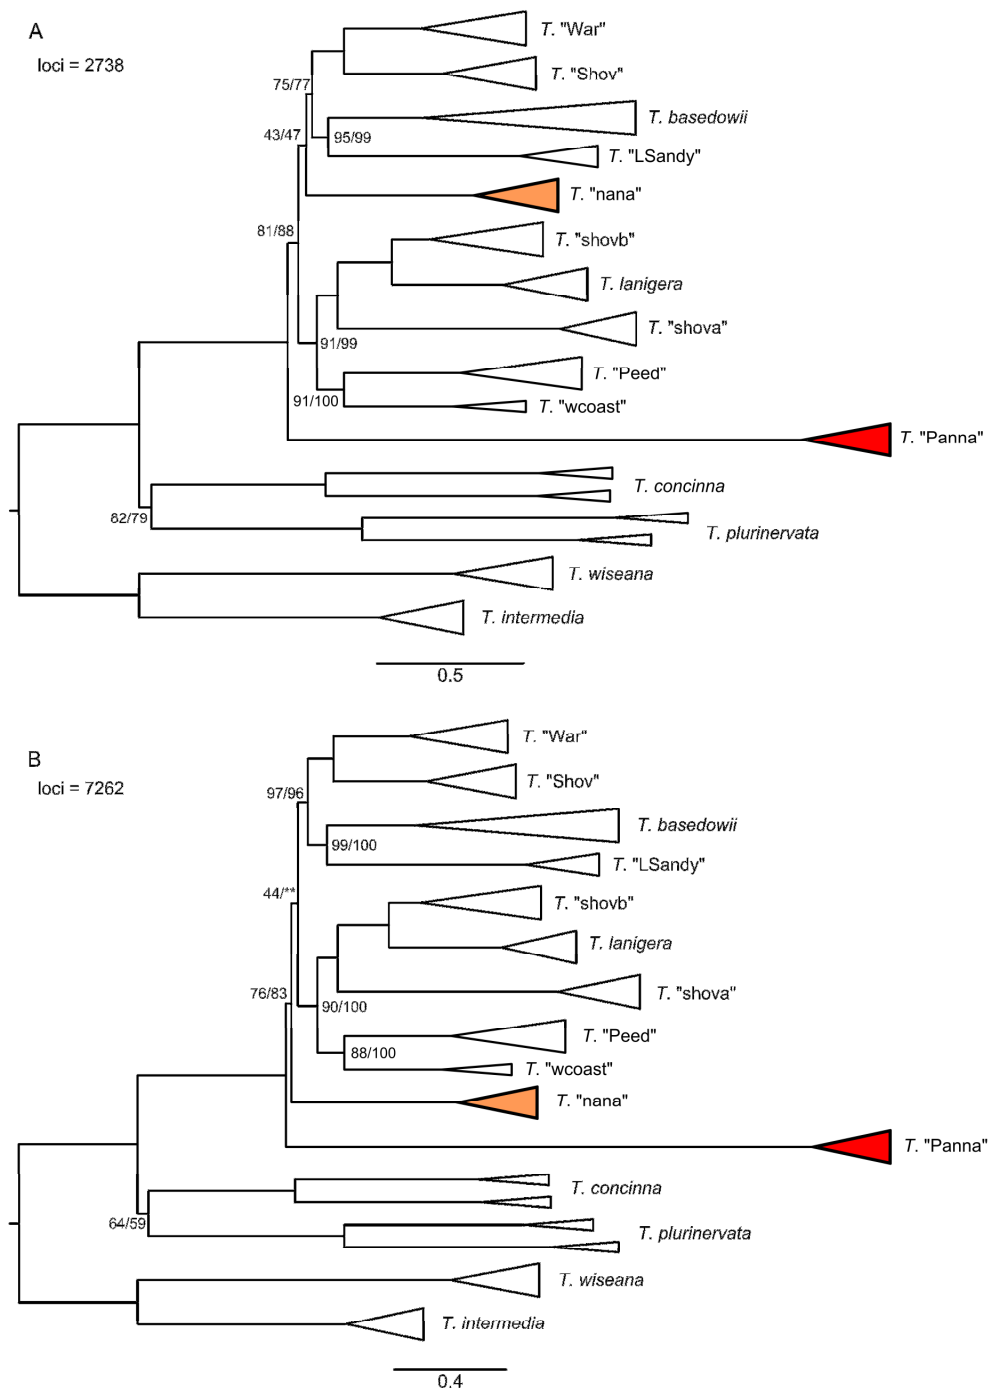 A
loci = 2738
T. "War"
T. "Shov"
75/77
T. basedowii
43/47
95/99
T. "LSandy"
T. "nana"
81/88
T. "shovb"
T. lanigera
T. "shova"
91/99
T. "Peed"
91/100
T. "wcoast"
T. "Panna"
T. concinna
82/79
T. plurinervata
T. wiseana
T. intermedia
0.5
B
loci = 7262
T. "War"
T. "Shov"
97/96
T. basedowii
99/100
T. "LSandy"
44/**
T. "shovb"
T. lanigera
76/83
T. "shova"
90/100
T. "Peed"
88/100
T. "wcoast"
T. "nana"
T. "Panna"
T. concinna
64/59
T. plurinervata
T. wiseana
T. intermedia
0.4